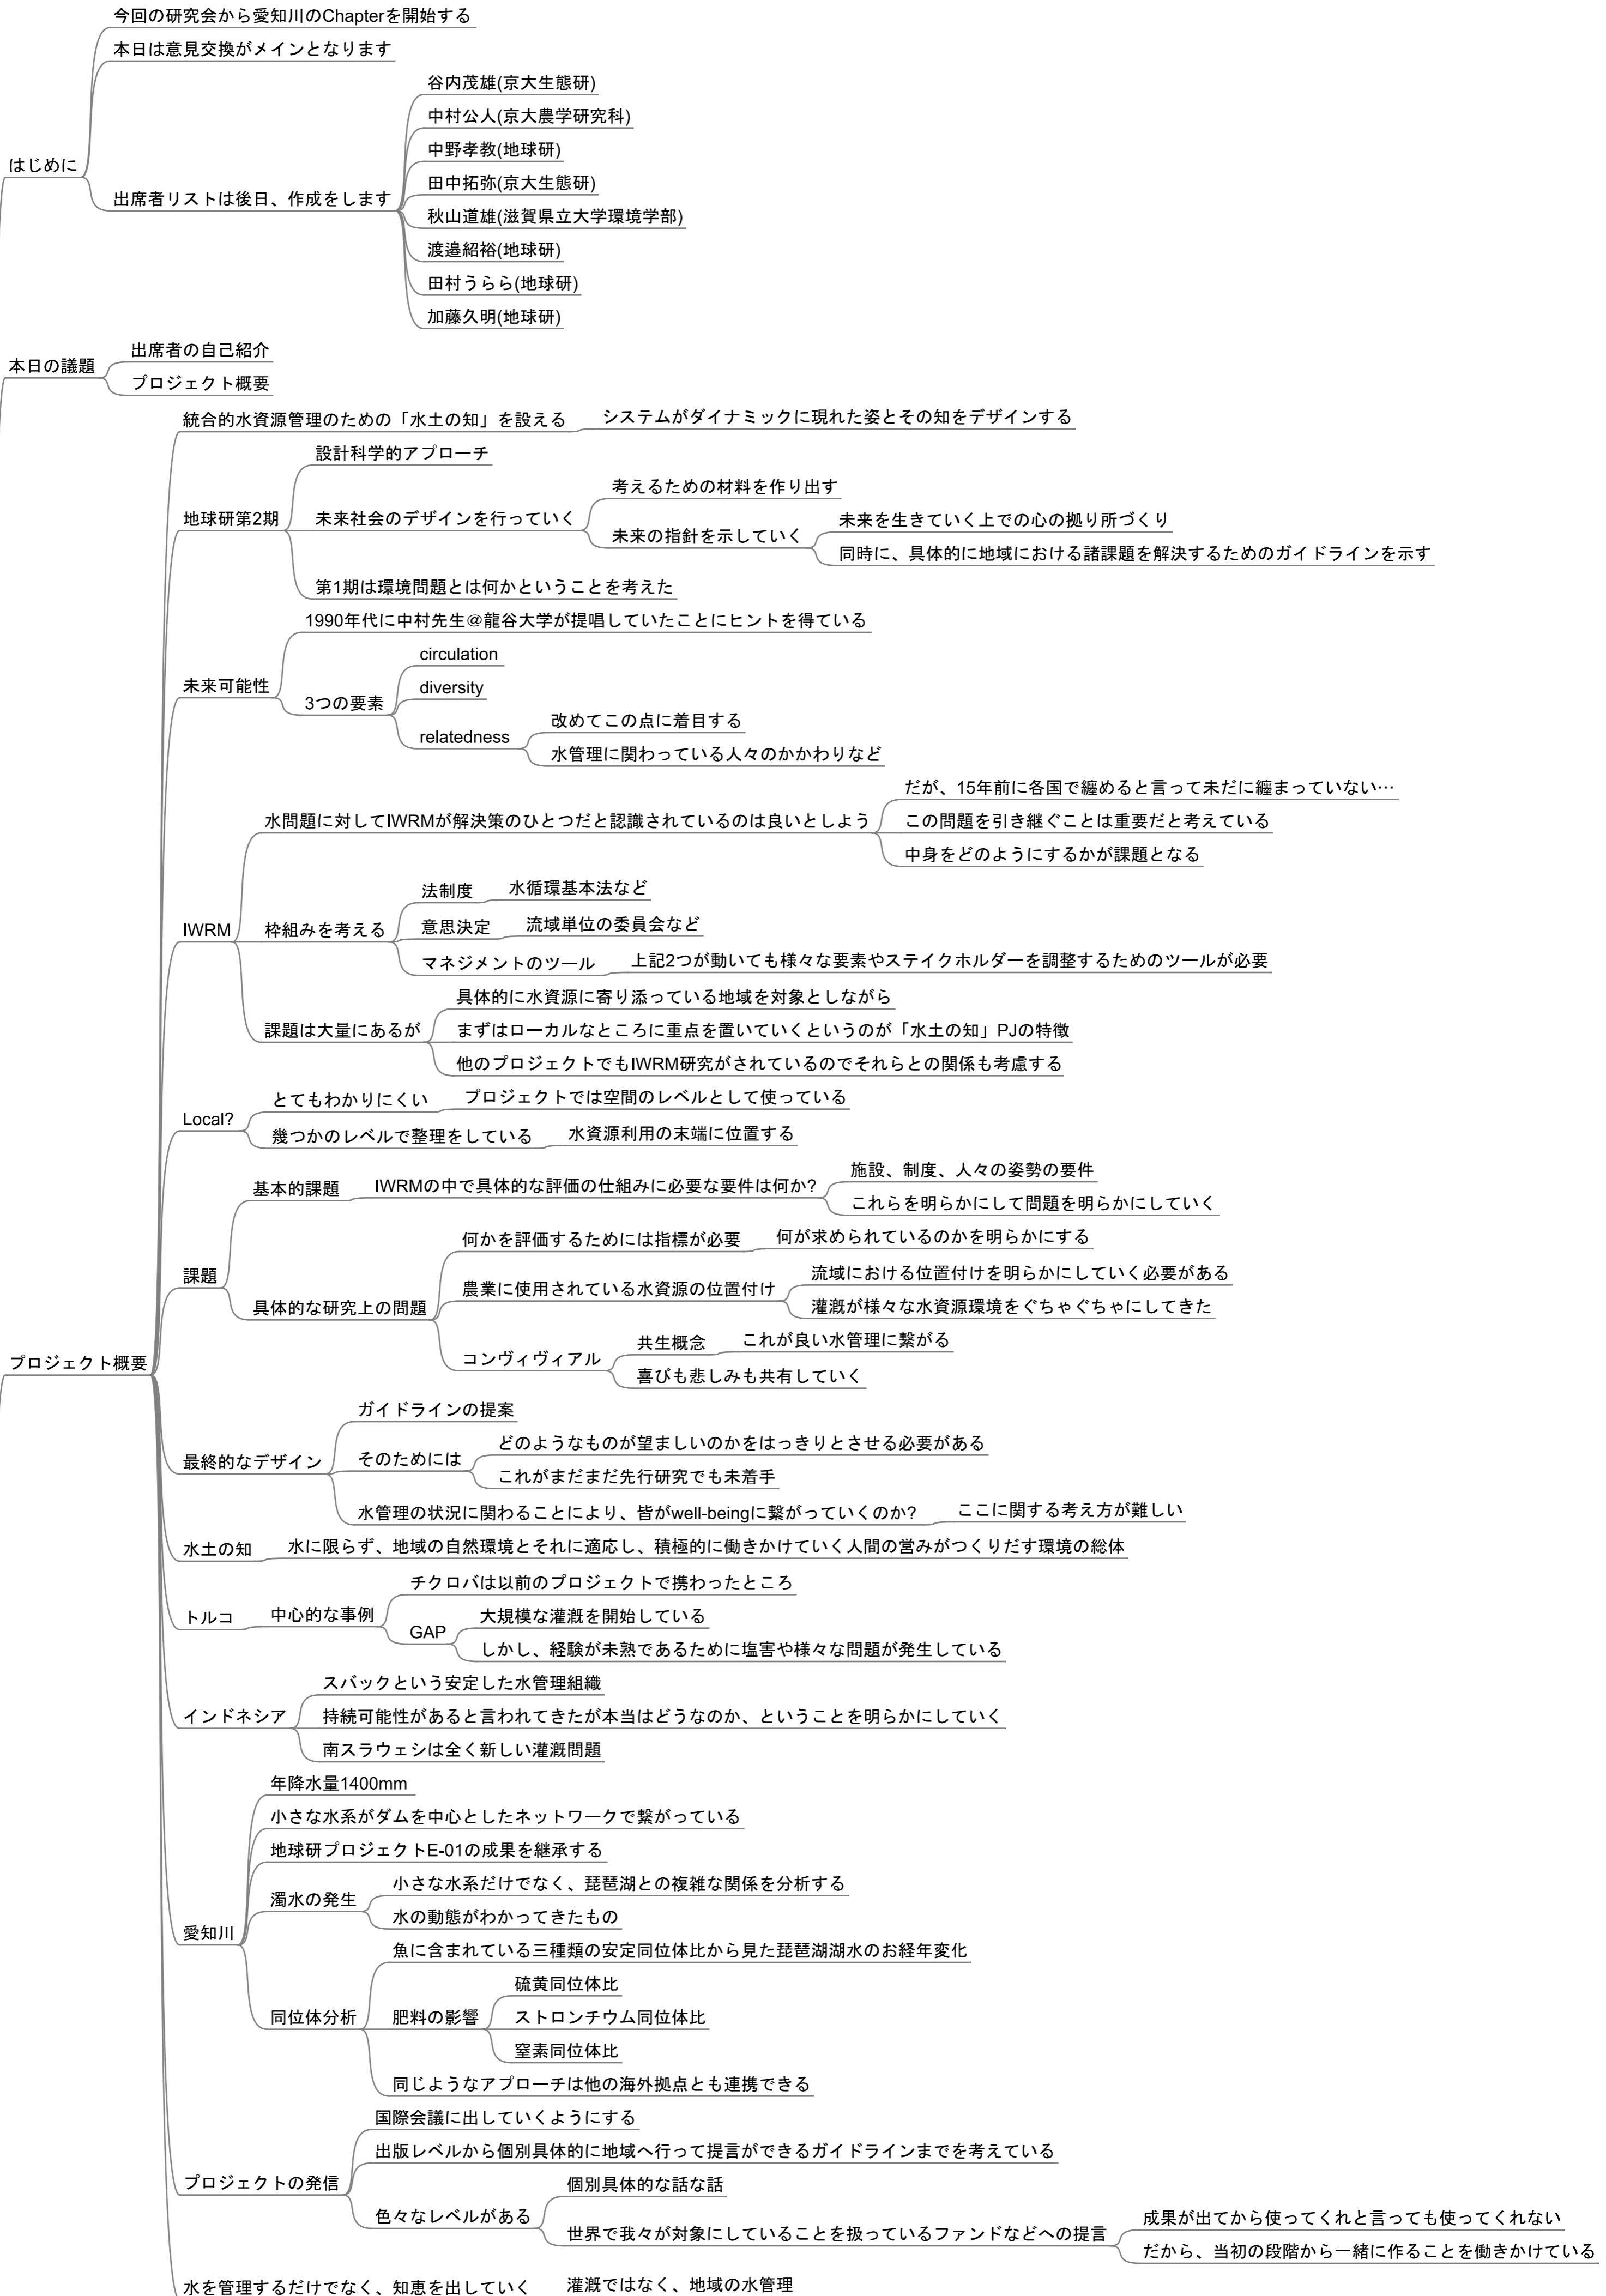 はじめに
今回の研究会から愛知川のChapterを開始する
本日は意見交換がメインとなります
出席者リストは後日、作成をします
谷内茂雄(京大生態研)
中村公人(京大農学研究科)
中野孝教(地球研)
田中拓弥(京大生態研)
秋山道雄(滋賀県立大学環境学部)
渡邉紹裕(地球研)
田村うらら(地球研)
加藤久明(地球研)
本日の議題
出席者の自己紹介
プロジェクト概要
プロジェクト概要
統合的水資源管理のための「水土の知」を設える
システムがダイナミックに現れた姿とその知をデザインする
地球研第2期
設計科学的アプローチ
未来社会のデザインを行っていく
考えるための材料を作り出す
未来の指針を示していく
未来を生きていく上での心の拠り所づくり
同時に、具体的に地域における諸課題を解決するためのガイドラインを示す
第1期は環境問題とは何かということを考えた
未来可能性
1990年代に中村先生@龍谷大学が提唱していたことにヒントを得ている
3つの要素
circulation
diversity
relatedness
改めてこの点に着目する
水管理に関わっている人々のかかわりなど
IWRM
水問題に対してIWRMが解決策のひとつだと認識されているのは良いとしよう
だが、15年前に各国で纏めると言って未だに纏まっていない…
この問題を引き継ぐことは重要だと考えている
中身をどのようにするかが課題となる
枠組みを考える
法制度
水循環基本法など
意思決定
流域単位の委員会など
マネジメントのツール
上記2つが動いても様々な要素やステイクホルダーを調整するためのツールが必要
課題は大量にあるが
具体的に水資源に寄り添っている地域を対象としながら
まずはローカルなところに重点を置いていくというのが「水土の知」PJの特徴
他のプロジェクトでもIWRM研究がされているのでそれらとの関係も考慮する
Local?
とてもわかりにくい
プロジェクトでは空間のレベルとして使っている
幾つかのレベルで整理をしている
水資源利用の末端に位置する
課題
基本的課題
IWRMの中で具体的な評価の仕組みに必要な要件は何か?
施設、制度、人々の姿勢の要件
これらを明らかにして問題を明らかにしていく
具体的な研究上の問題
何かを評価するためには指標が必要
何が求められているのかを明らかにする
農業に使用されている水資源の位置付け
流域における位置付けを明らかにしていく必要がある
灌漑が様々な水資源環境をぐちゃぐちゃにしてきた
コンヴィヴィアル
共生概念
これが良い水管理に繋がる
喜びも悲しみも共有していく
最終的なデザイン
ガイドラインの提案
そのためには
どのようなものが望ましいのかをはっきりとさせる必要がある
これがまだまだ先行研究でも未着手
水管理の状況に関わることにより、皆がwell-beingに繋がっていくのか?
ここに関する考え方が難しい
水土の知
水に限らず、地域の自然環境とそれに適応し、積極的に働きかけていく人間の営みがつくりだす環境の総体
トルコ
中心的な事例
チクロバは以前のプロジェクトで携わったところ
GAP
大規模な灌漑を開始している
しかし、経験が未熟であるために塩害や様々な問題が発生している
インドネシア
スバックという安定した水管理組織
持続可能性があると言われてきたが本当はどうなのか、ということを明らかにしていく
南スラウェシは全く新しい灌漑問題
愛知川
年降水量1400mm
小さな水系がダムを中心としたネットワークで繋がっている
地球研プロジェクトE-01の成果を継承する
濁水の発生
小さな水系だけでなく、琵琶湖との複雑な関係を分析する
水の動態がわかってきたもの
同位体分析
魚に含まれている三種類の安定同位体比から見た琵琶湖湖水のお経年変化
肥料の影響
硫黄同位体比
ストロンチウム同位体比
窒素同位体比
同じようなアプローチは他の海外拠点とも連携できる
プロジェクトの発信
国際会議に出していくようにする
出版レベルから個別具体的に地域へ行って提言ができるガイドラインまでを考えている
色々なレベルがある
個別具体的な話な話
世界で我々が対象にしていることを扱っているファンドなどへの提言
成果が出てから使ってくれと言っても使ってくれない
だから、当初の段階から一緒に作ることを働きかけている
水を管理するだけでなく、知恵を出していく
灌漑ではなく、地域の水管理